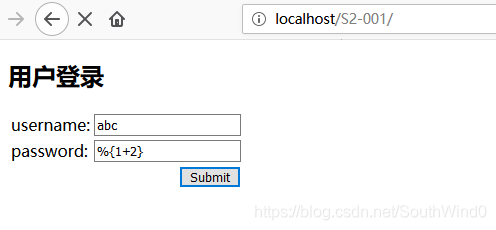 localhost/S2-001/
用户登录
username: abc
password: %{1+2}
Submit
https://blog.csdn.net/SouthWind0